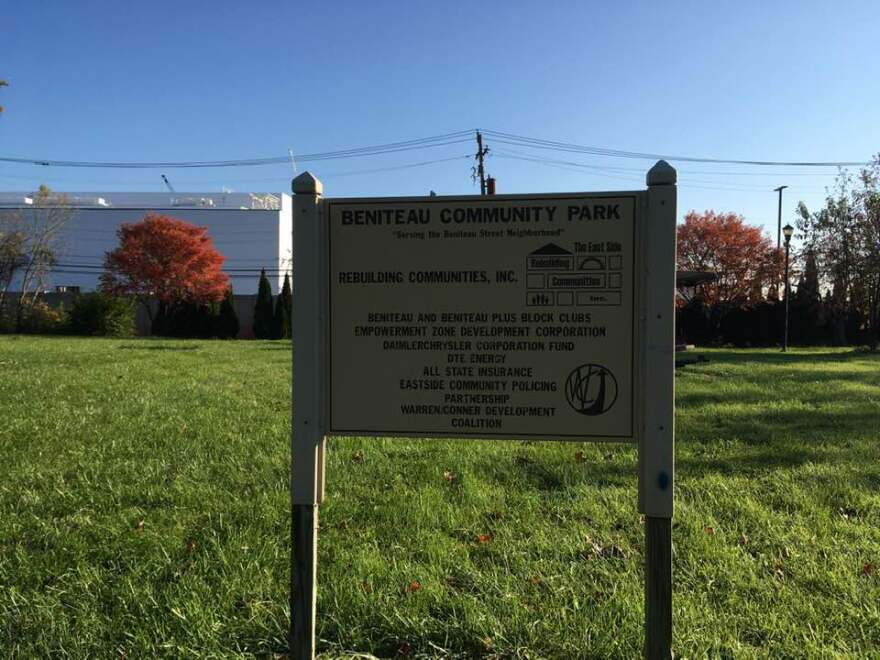 BENITEAU COMMUNITY PARK
"Serving the Beniteau Street Neighborhood"
REBUILDING COMMUNITIES, INC.
The East Side
Rebuilding
Communities
Inc.
BENITEAU AND BENITEAU PLUS BLOCK CLUBS
EMPOWERMENT ZONE DEVELOPMENT CORPORATION
DAIMLERCHRYSLER CORPORATION FUND
DTE ENERGY
ALL STATE INSURANCE
EASTSIDE COMMUNITY POLICING
PARTNERSHIP
WARREN/CONNER DEVELOPMENT
COALITION